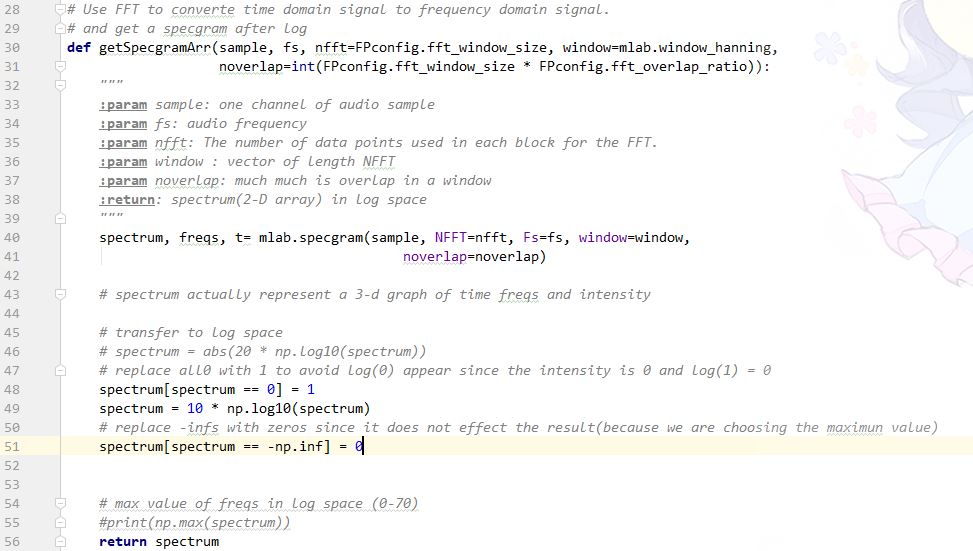 28 # Use FFT to converte time domain signal to frequency domain signal.
29 # and get a specgram after log
30 def getSpecgramArr(sample, fs, nfft=FPconfig.fft_window_size, window=mlab.window_hanning,
31                    noverlap=int(FPconfig.fft_window_size * FPconfig.fft_overlap_ratio)):
32     """
33     :param sample: one channel of audio sample
34     :param fs: audio frequency
35     :param nfft: The number of data points used in each block for the FFT.
36     :param window : vector of length NFFT
37     :param noverlap: much much is overlap in a window
38     :return: spectrum(2-D array) in log space
39     """
40     spectrum, freqs, t= mlab.specgram(sample, NFFT=nfft, Fs=fs, window=window,
41                                       noverlap=noverlap)
42
43     # spectrum actually represent a 3-d graph of time freqs and intensity
44
45     # transfer to log space
46     # spectrum = abs(20 * np.log10(spectrum))
47     # replace all0 with 1 to avoid log(0) appear since the intensity is 0 and log(1) = 0
48     spectrum[spectrum == 0] = 1
49     spectrum = 10 * np.log10(spectrum)
50     # replace -infs with zeros since it does not effect the result(because we are choosing the maximun value)
51     spectrum[spectrum == -np.inf] = 0
52
53
54     # max value of freqs in log space (0-70)
55     #print(np.max(spectrum))
56     return spectrum